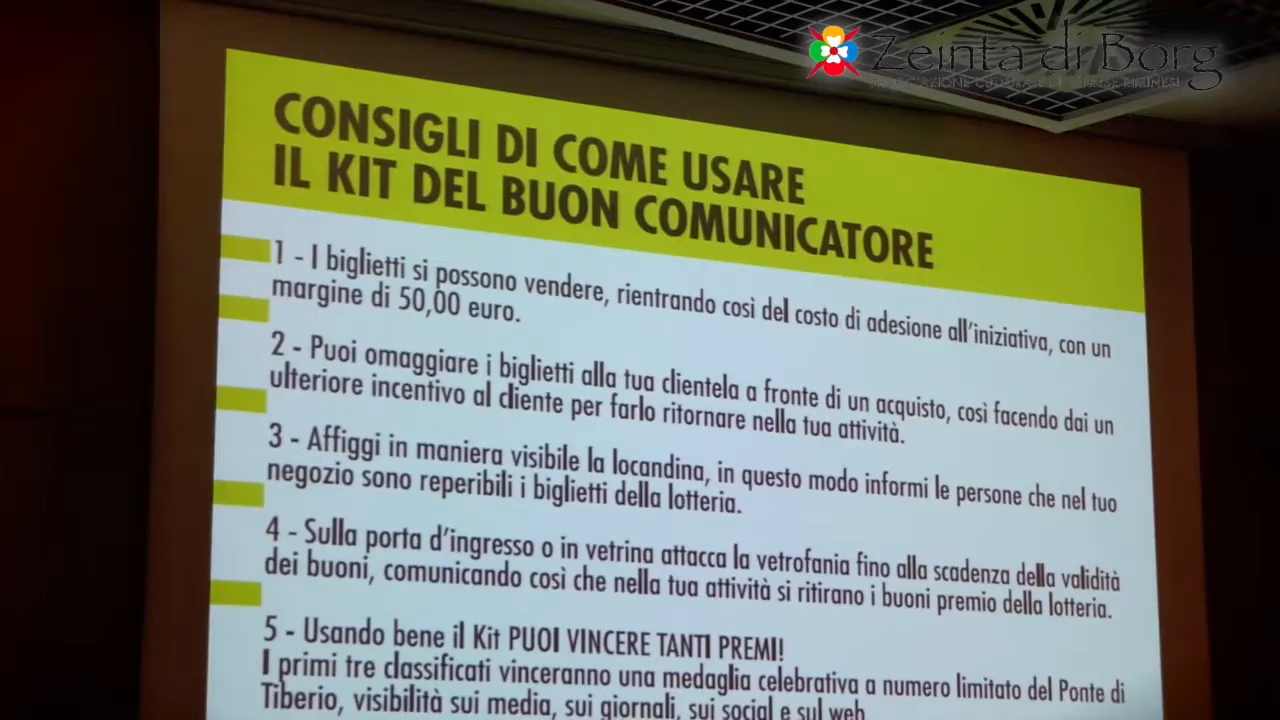 Zeinta di Borg
CONSIGLI DI COME USARE
IL KIT DEL BUON COMUNICATORE
1 - I biglietti si possono vendere, rientrando così del costo di adesione all'iniziativa, con un
margine di 50,00 euro.
2 - Puoi omaggiare i biglietti alla tua clientela a fronte di un acquisto, così facendo dai un
ulteriore incentivo al cliente per farlo ritornare nella tua attività.
3 - Affiggi in maniera visibile la locandina, in questo modo informi le persone che nel tuo
negozio sono reperibili i biglietti della lotteria.
4 - Sulla porta d'ingresso o in vetrina attacca la vetrofania fino alla scadenza della validità
dei buoni, comunicando così che nella tua attività si ritirano i buoni premio della lotteria.
5 - Usando bene il Kit PUOI VINCERE TANTI PREMI!
I primi tre classificati vinceranno una medaglia celebrativa a numero limitato del Ponte di
Tiberio, visibilità sui media, sui giornali, sui social e sul web